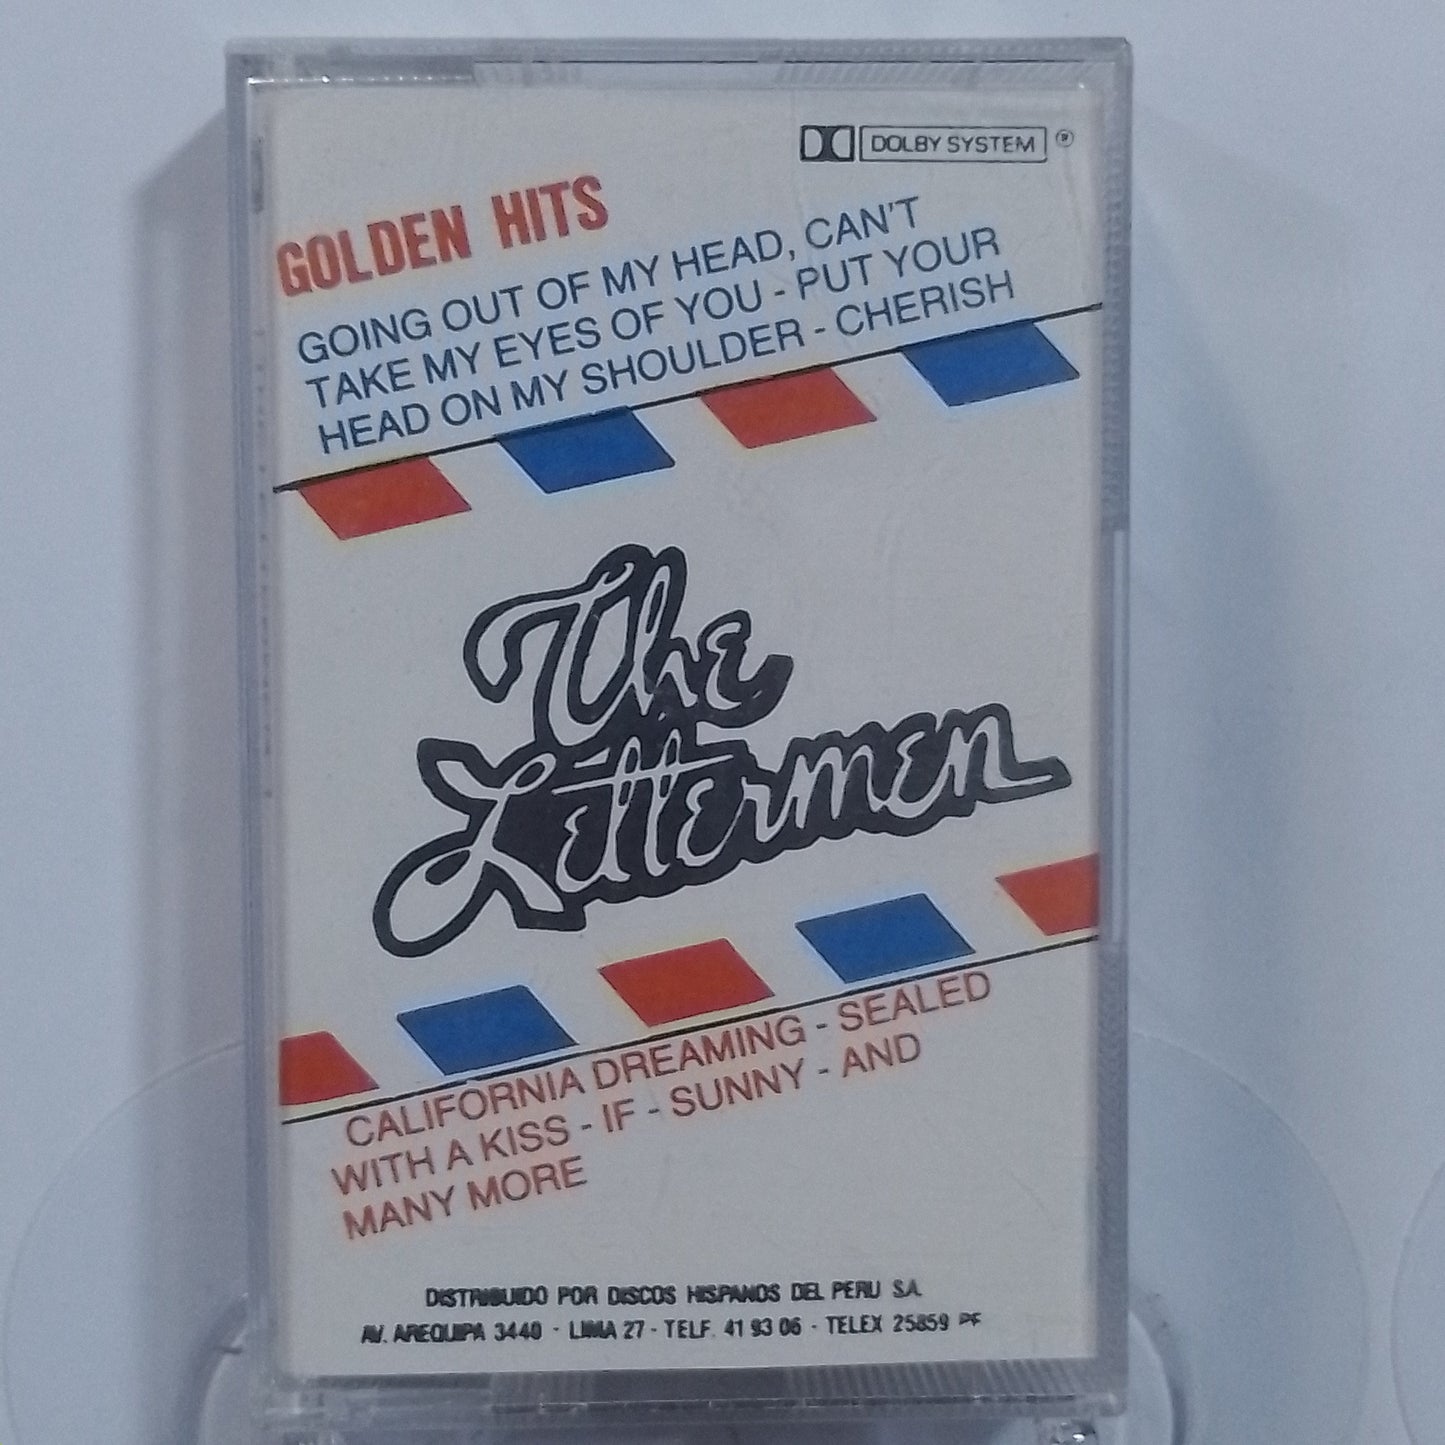 DOLBY SYSTEM ®
GOLDEN HITS
GOING OUT OF MY HEAD, CAN'T
TAKE MY EYES OF YOU - PUT YOUR
HEAD ON MY SHOULDER - CHERISH
The
Lettermen
CALIFORNIA DREAMING - SEALED
WITH A KISS - IF - SUNNY - AND
MANY MORE
DISTRIBUIDO POR DISCOS HISPANOS DEL PERU S.A.
AV. AREQUIPA 3440 - LIMA 27 - TELF. 41 93 06 - TELEX 25859 PE